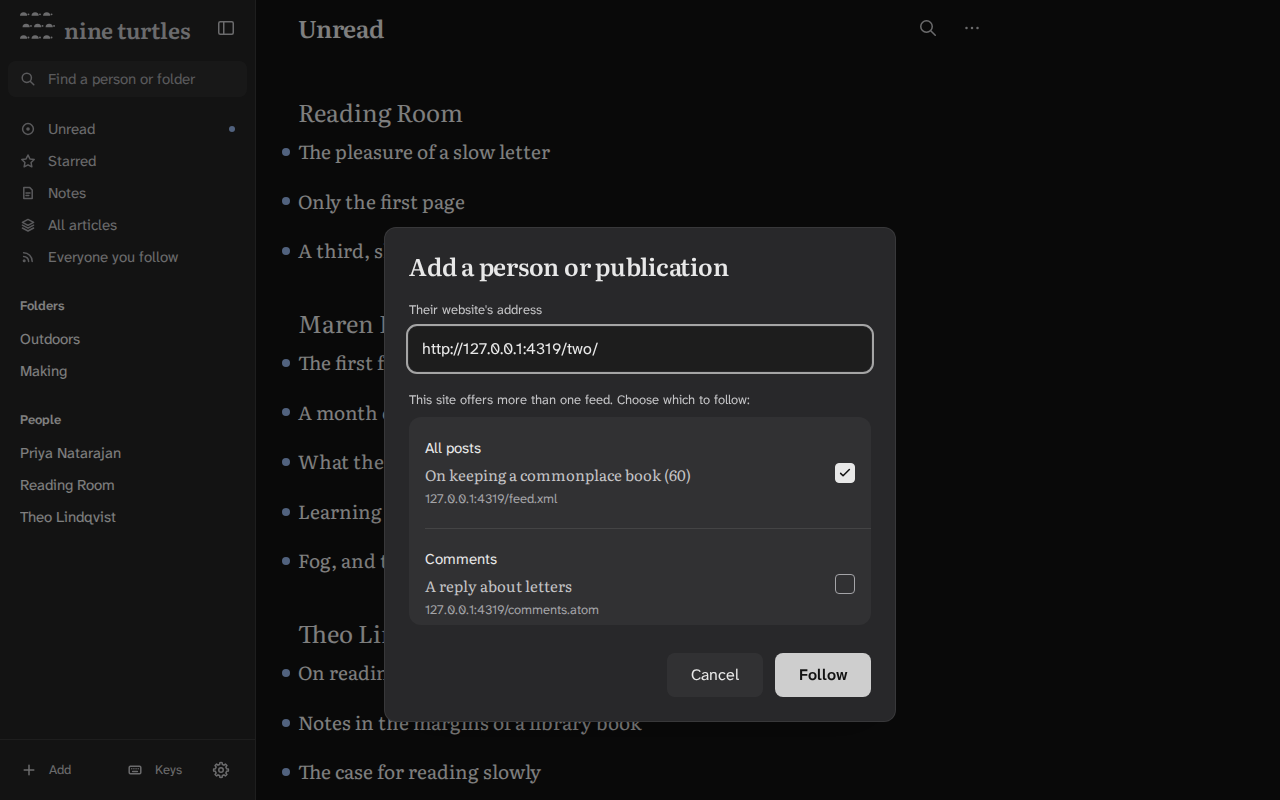 nine turtles
Find a person or folder
Unread
Starred
Notes
All articles
Everyone you follow
Folders
Outdoors
Making
People
Priya Natarajan
Reading Room
Theo Lindqvist
Add
Keys
Unread
Reading Room
The pleasure of a slow letter
Only the first page
A third,
Maren
The first
A month
What the
Learning
Fog, and
Theo
On
Notes in the margins of a library book
The case for reading slowly
Add a person or publication
Their website's address
http://127.0.0.1:4319/two/
This site offers more than one feed. Choose which to follow:
All posts
On keeping a commonplace book (60)
127.0.0.1:4319/feed.xml
Comments
A reply about letters
127.0.0.1:4319/comments.atom
Cancel
Follow